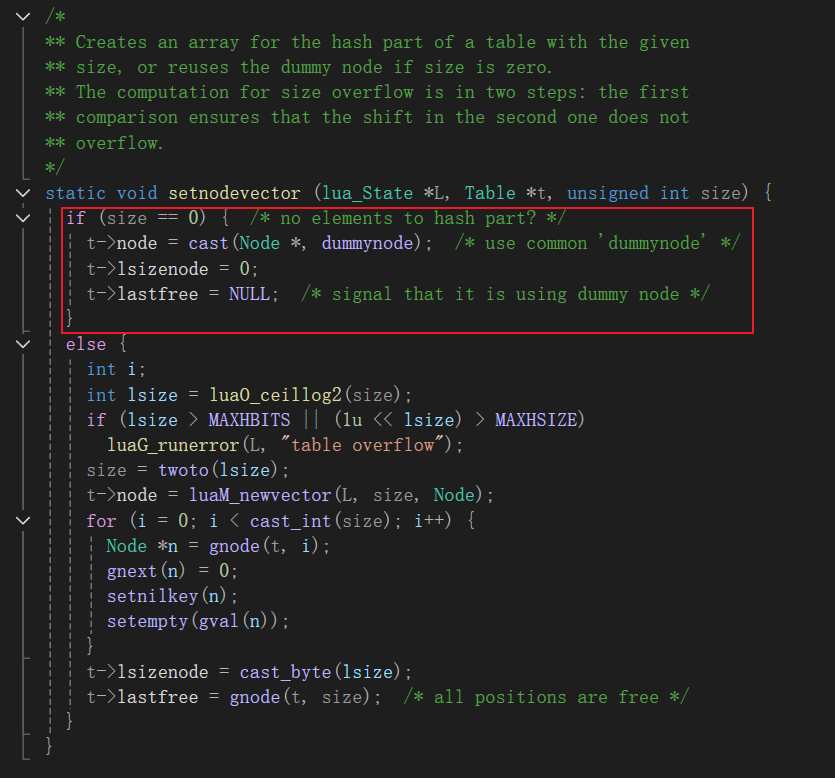 /*
** Creates an array for the hash part of a table with the given
** size, or reuses the dummy node if size is zero.
** The computation for size overflow is in two steps: the first
** comparison ensures that the shift in the second one does not
** overflow.
*/
static void setnodevector (lua_State *L, Table *t, unsigned int size) {
  if (size == 0) {  /* no elements to hash part? */
    t->node = cast(Node *, dummynode);  /* use common 'dummynode' */
    t->lsizenode = 0;
    t->lastfree = NULL;  /* signal that it is using dummy node */
  }
  else {
    int i;
    int lsize = luaO_ceillog2(size);
    if (lsize > MAXHBITS || (1u << lsize) > MAXHSIZE)
      luaG_runerror(L, "table overflow");
    size = twoto(lsize);
    t->node = luaM_newvector(L, size, Node);
    for (i = 0; i < cast_int(size); i++) {
      Node *n = gnode(t, i);
      gnext(n) = 0;
      setnilkey(n);
      setempty(gval(n));
    }
    t->lsizenode = cast_byte(lsize);
    t->lastfree = gnode(t, size);  /* all positions are free */
  }
}